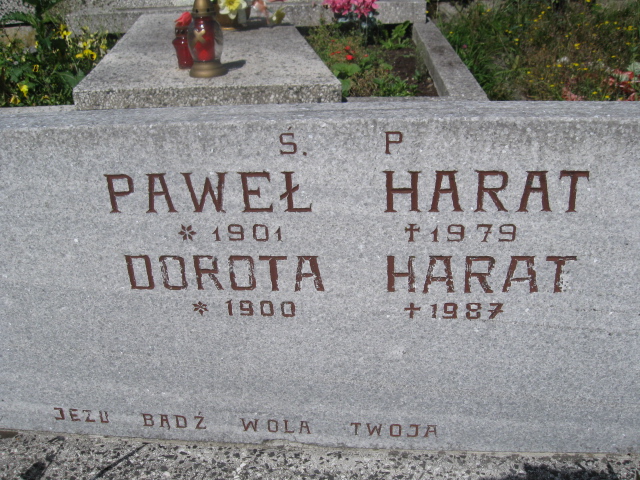 Ś. P
PAWEŁ HARAT
* 1901 † 1979
DOROTA HARAT
* 1900 † 1987
JEZU BĄDŹ WOLA TWOJA